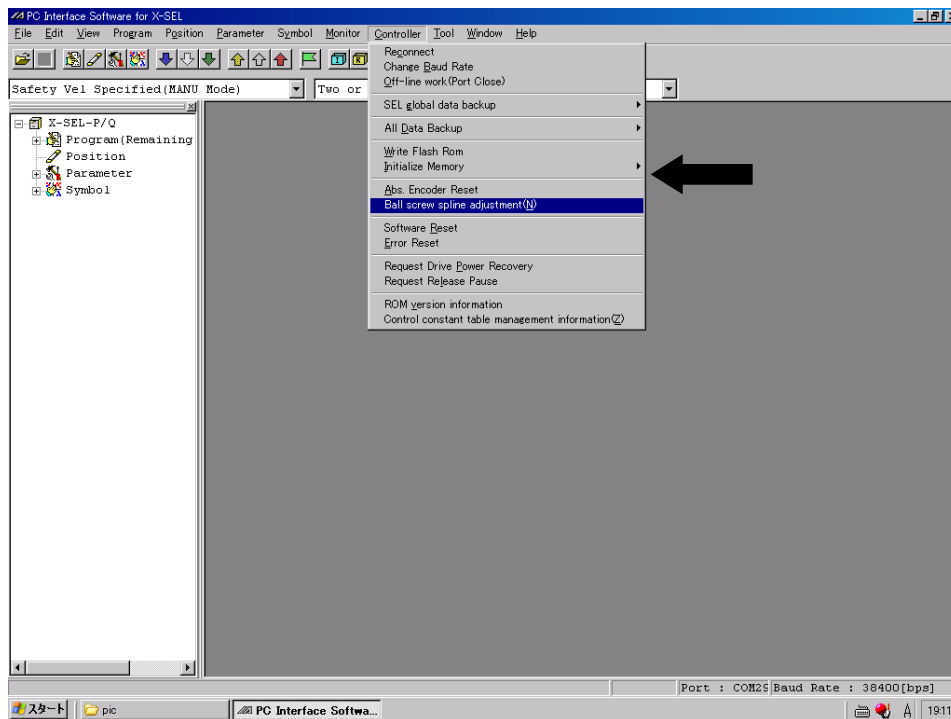 PC Interface Software for X-SEL
File Edit View Program Position Parameter Symbol Monitor Controller Tool Window Help
Safety Vel Specified(MANU Mode)
Two or
X-SEL-P/Q
Program(Remaining
Position
Parameter
Symbol
Reconnect
Change Baud Rate
Off-line work(Port Close)
SEL global data backup
All Data Backup
Write Flash Rom
Initialize Memory
Abs. Encoder Reset
Ball screw spline adjustment(N)
Software Reset
Error Reset
Request Drive Power Recovery
Request Release Pause
ROM version information
Control constant table management information(Z)
Port : COM2 Baud Rate : 38400[bps]
スタート pic PC Interface Softwa... A 19:11